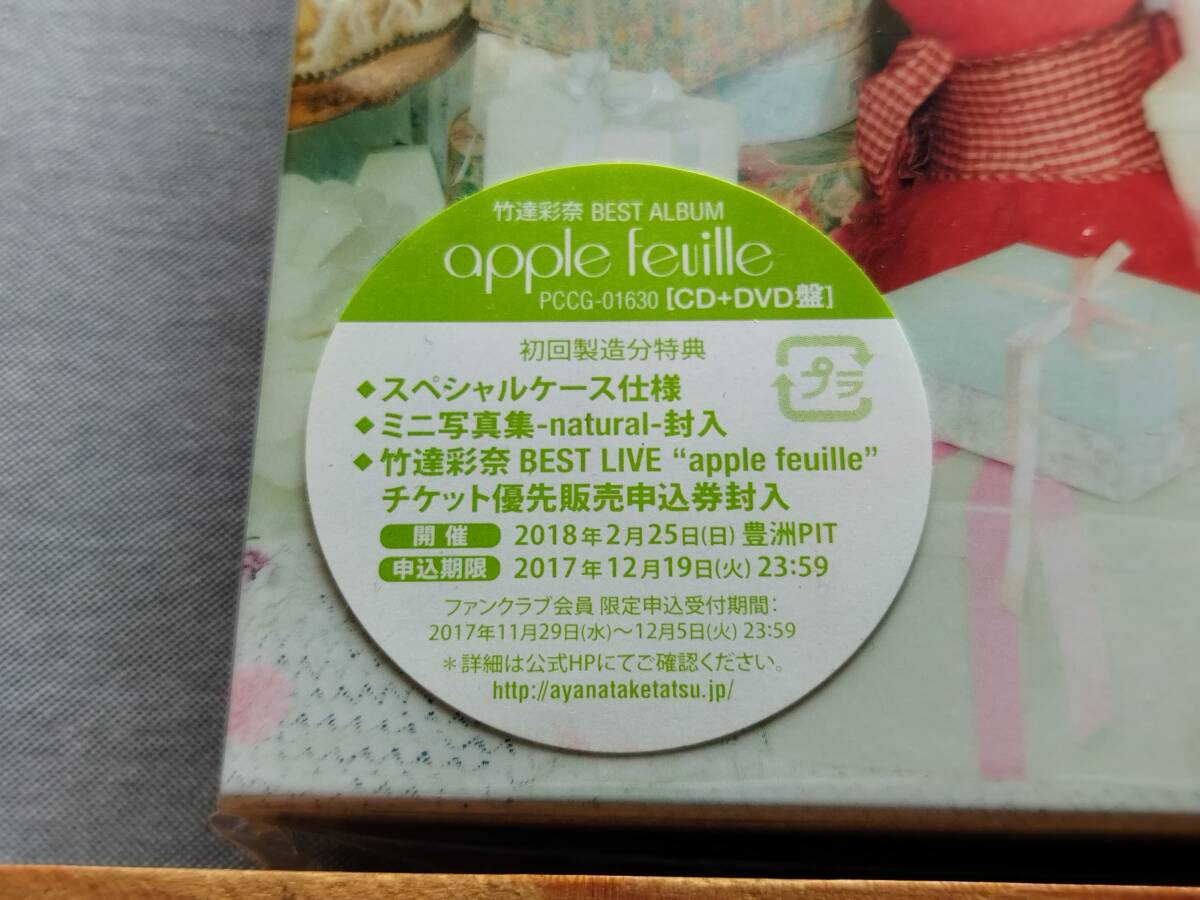 竹達彩奈 BEST ALBUM
apple feuille
PCCG-01630 [CD+DVD盤]
初回製造分特典
プラ
◆スペシャルケース仕様
◆ミニ写真集-natural-封入
◆竹達彩奈 BEST LIVE “apple feuille”
チケット優先販売申込券封入
開催 2018年2月25日(日) 豊洲PIT
申込期限 2017年12月19日(火) 23:59
ファンクラブ会員 限定申込受付期間：
2017年11月29日(水)～12月5日(火) 23:59
＊詳細は公式HPにてご確認ください。
http://ayanataketatsu.jp/